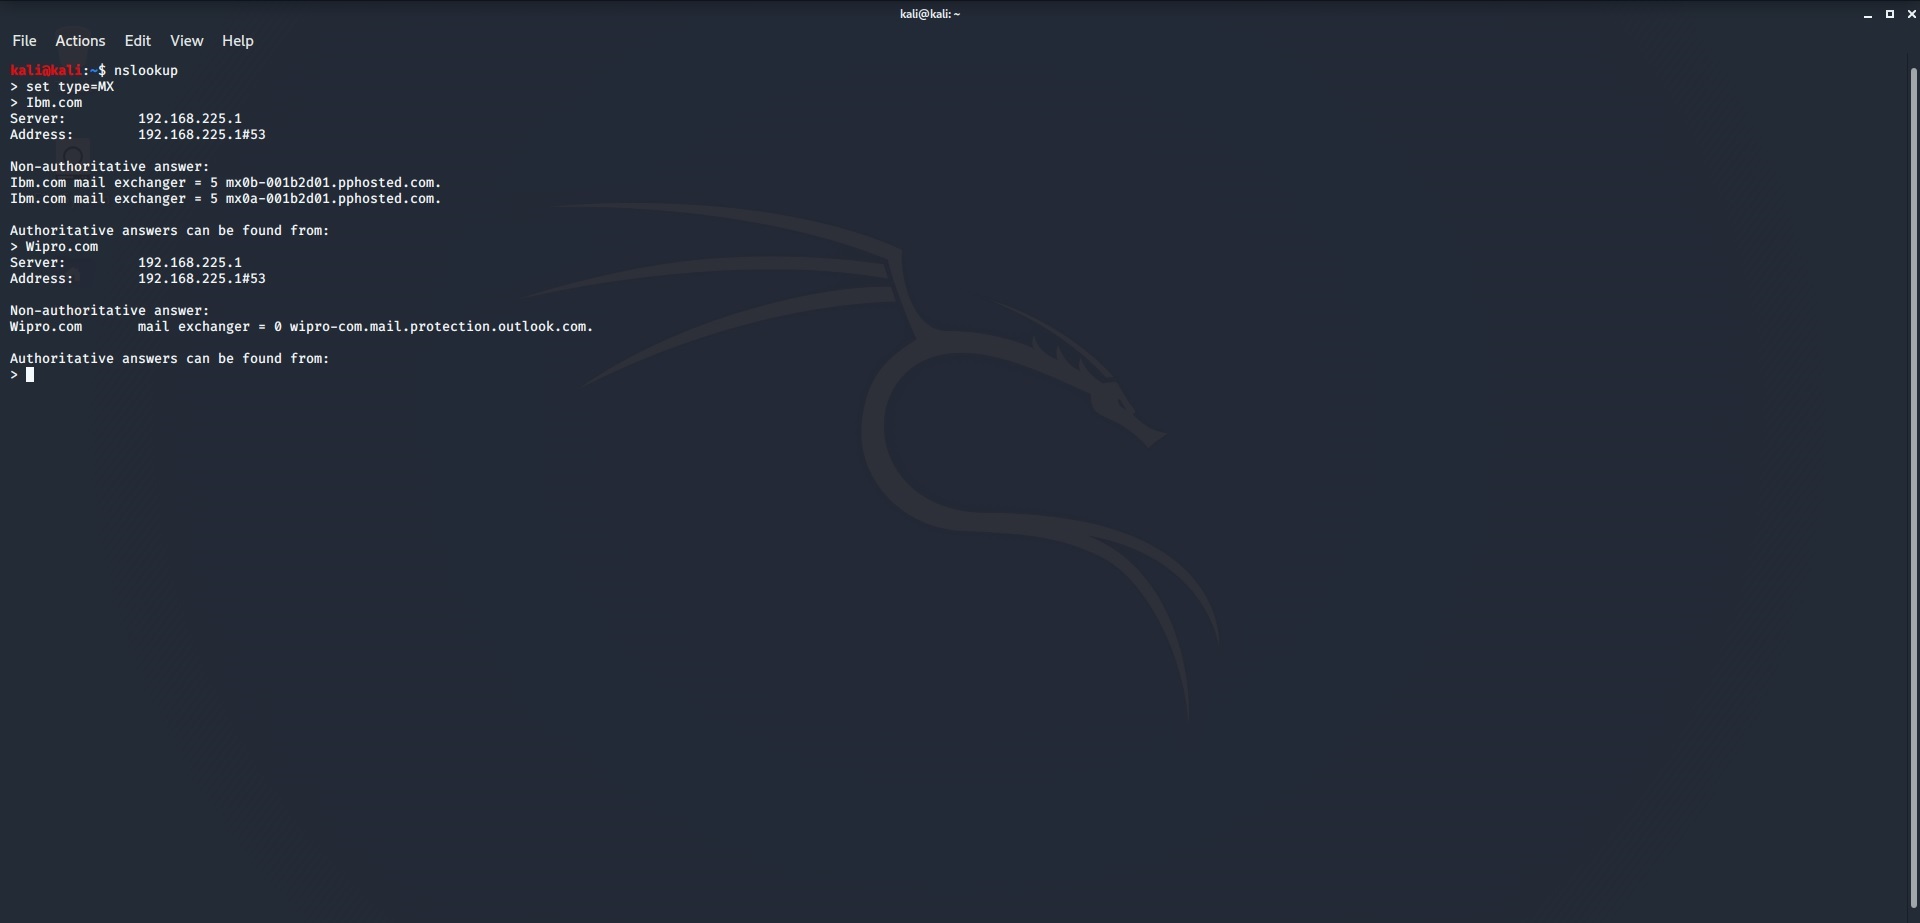 kali@kali: ~
File Actions Edit View Help
kali@kali:~$ nslookup
> set type=MX
> Ibm.com
Server: 192.168.225.1
Address: 192.168.225.1#53
Non-authoritative answer:
Ibm.com mail exchanger = 5 mx0b-001b2d01.pphosted.com.
Ibm.com mail exchanger = 5 mx0a-001b2d01.pphosted.com.
Authoritative answers can be found from:
> Wipro.com
Server: 192.168.225.1
Address: 192.168.225.1#53
Non-authoritative answer:
Wipro.com mail exchanger = 0 wipro-com.mail.protection.outlook.com.
Authoritative answers can be found from:
>